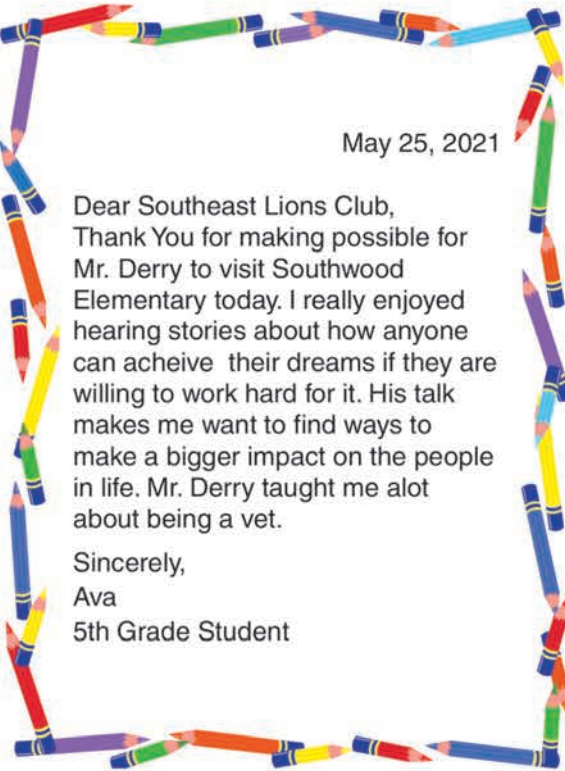 May 25, 2021
Dear Southeast Lions Club,
Thank You for making possible for
Mr. Derry to visit Southwood
Elementary today. I really enjoyed
hearing stories about how anyone
can acheive  their dreams if they are
willing to work hard for it. His talk
makes me want to find ways to
make a bigger impact on the people
in life. Mr. Derry taught me alot
about being a vet.
Sincerely,
Ava
5th Grade Student